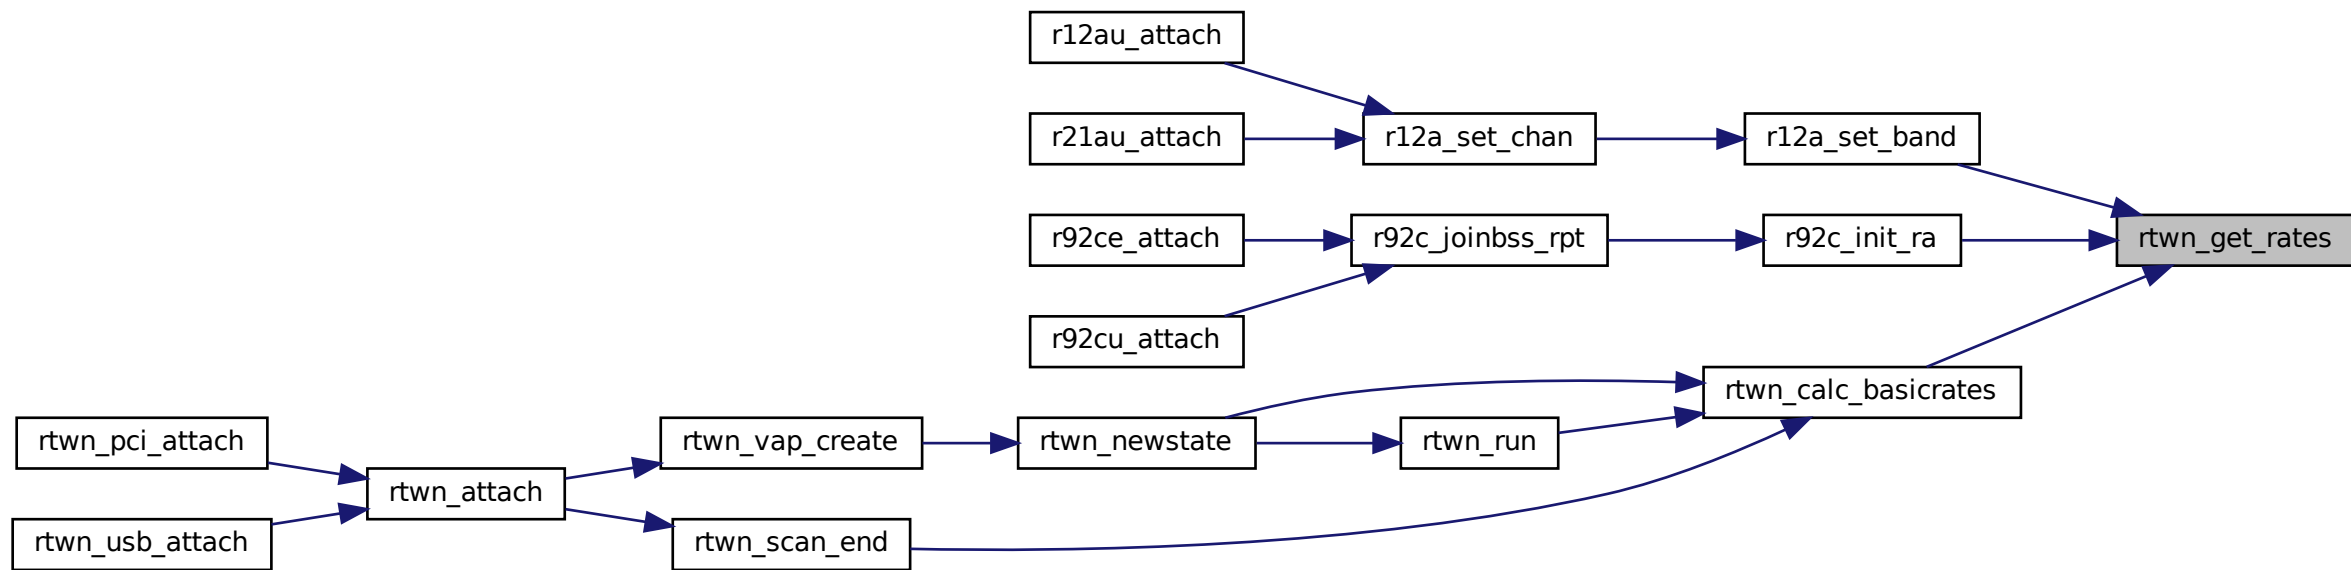 r12au_attach
r21au_attach
r12a_set_chan
r12a_set_band
r92ce_attach
r92c_joinbss_rpt
r92c_init_ra
rtwn_get_rates
r92cu_attach
rtwn_calc_basicrates
rtwn_pci_attach
rtwn_vap_create
rtwn_newstate
rtwn_run
rtwn_attach
rtwn_usb_attach
rtwn_scan_end